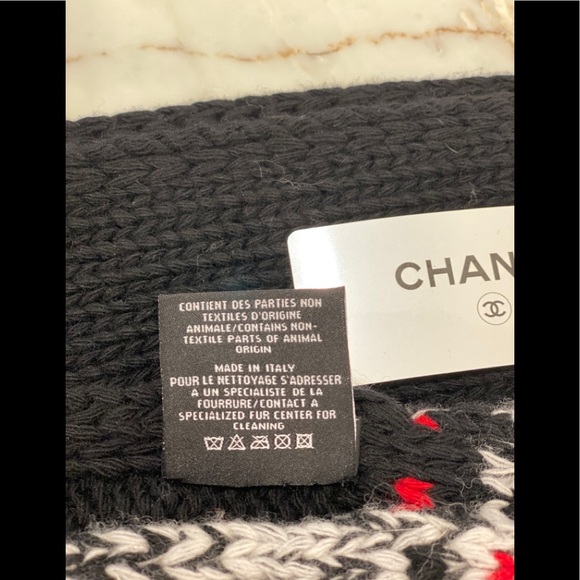 CHAN
CONTIENT DES PARTIES NON
TEXTILES D'ORIGINE
ANIMALE/CONTAINS NON-
TEXTILE PARTS OF ANIMAL
ORIGIN
MADE IN ITALY
POUR LE NETTOYAGE S'ADRESSER
A UN SPECIALISTE DE LA
FOURRURE/CONTACT A
SPECIALIZED FUR CENTER FOR
CLEANING